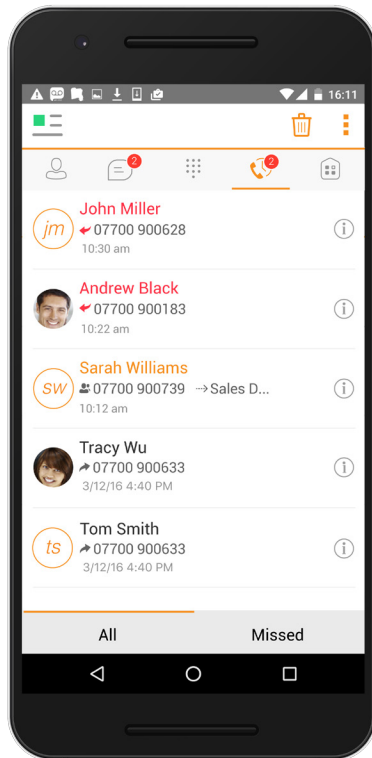 16:11
2
2
John Miller
jm
07700 900628
10:30 am
Andrew Black
07700 900183
10:22 am
Sarah Williams
sw
07700 900739 Sales D...
10:12 am
Tracy Wu
07700 900633
3/12/16 4:40 PM
Tom Smith
ts
07700 900633
3/12/16 4:40 PM
All Missed